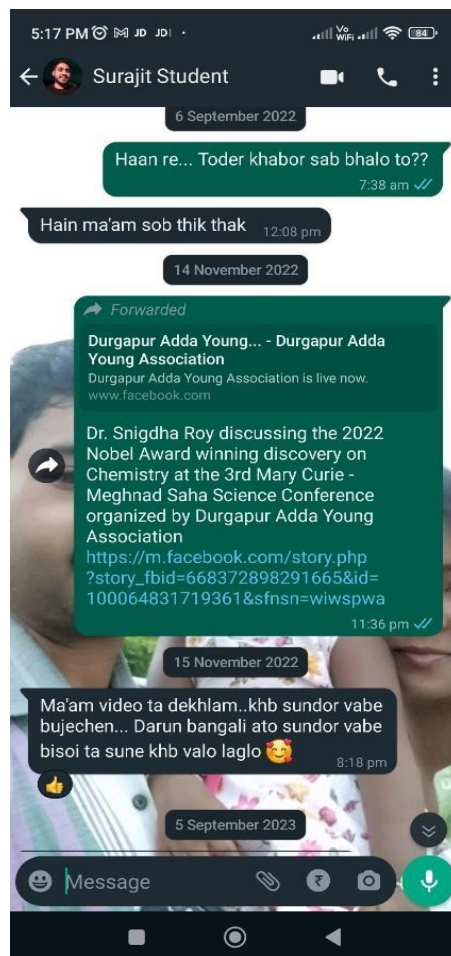 5:17 PM JD JDI ·
Vo WiFi 84
Surajit Student
6 September 2022
Haan re... Toder khabor sab bhalo to??
7:38 am
Hain ma'am sob thik thak
12:08 pm
14 November 2022
Forwarded
Durgapur Adda Young... - Durgapur Adda
Young Association
Durgapur Adda Young Association is live now.
www.facebook.com
Dr. Snigdha Roy discussing the 2022
Nobel Award winning discovery on
Chemistry at the 3rd Mary Curie -
Meghnad Saha Science Conference
organized by Durgapur Adda Young
Association
https://m.facebook.com/story.php
?story_fbid=668372898291665&id=
100064831719361&sfnsn=wiwspwa
11:36 pm
15 November 2022
Ma'am video ta dekhlam..khb sundor vabe
bujechen... Darun bangali ato sundor vabe
bisoi ta sune khb valo laglo 🥰
8:18 pm
👍
5 September 2023
Message